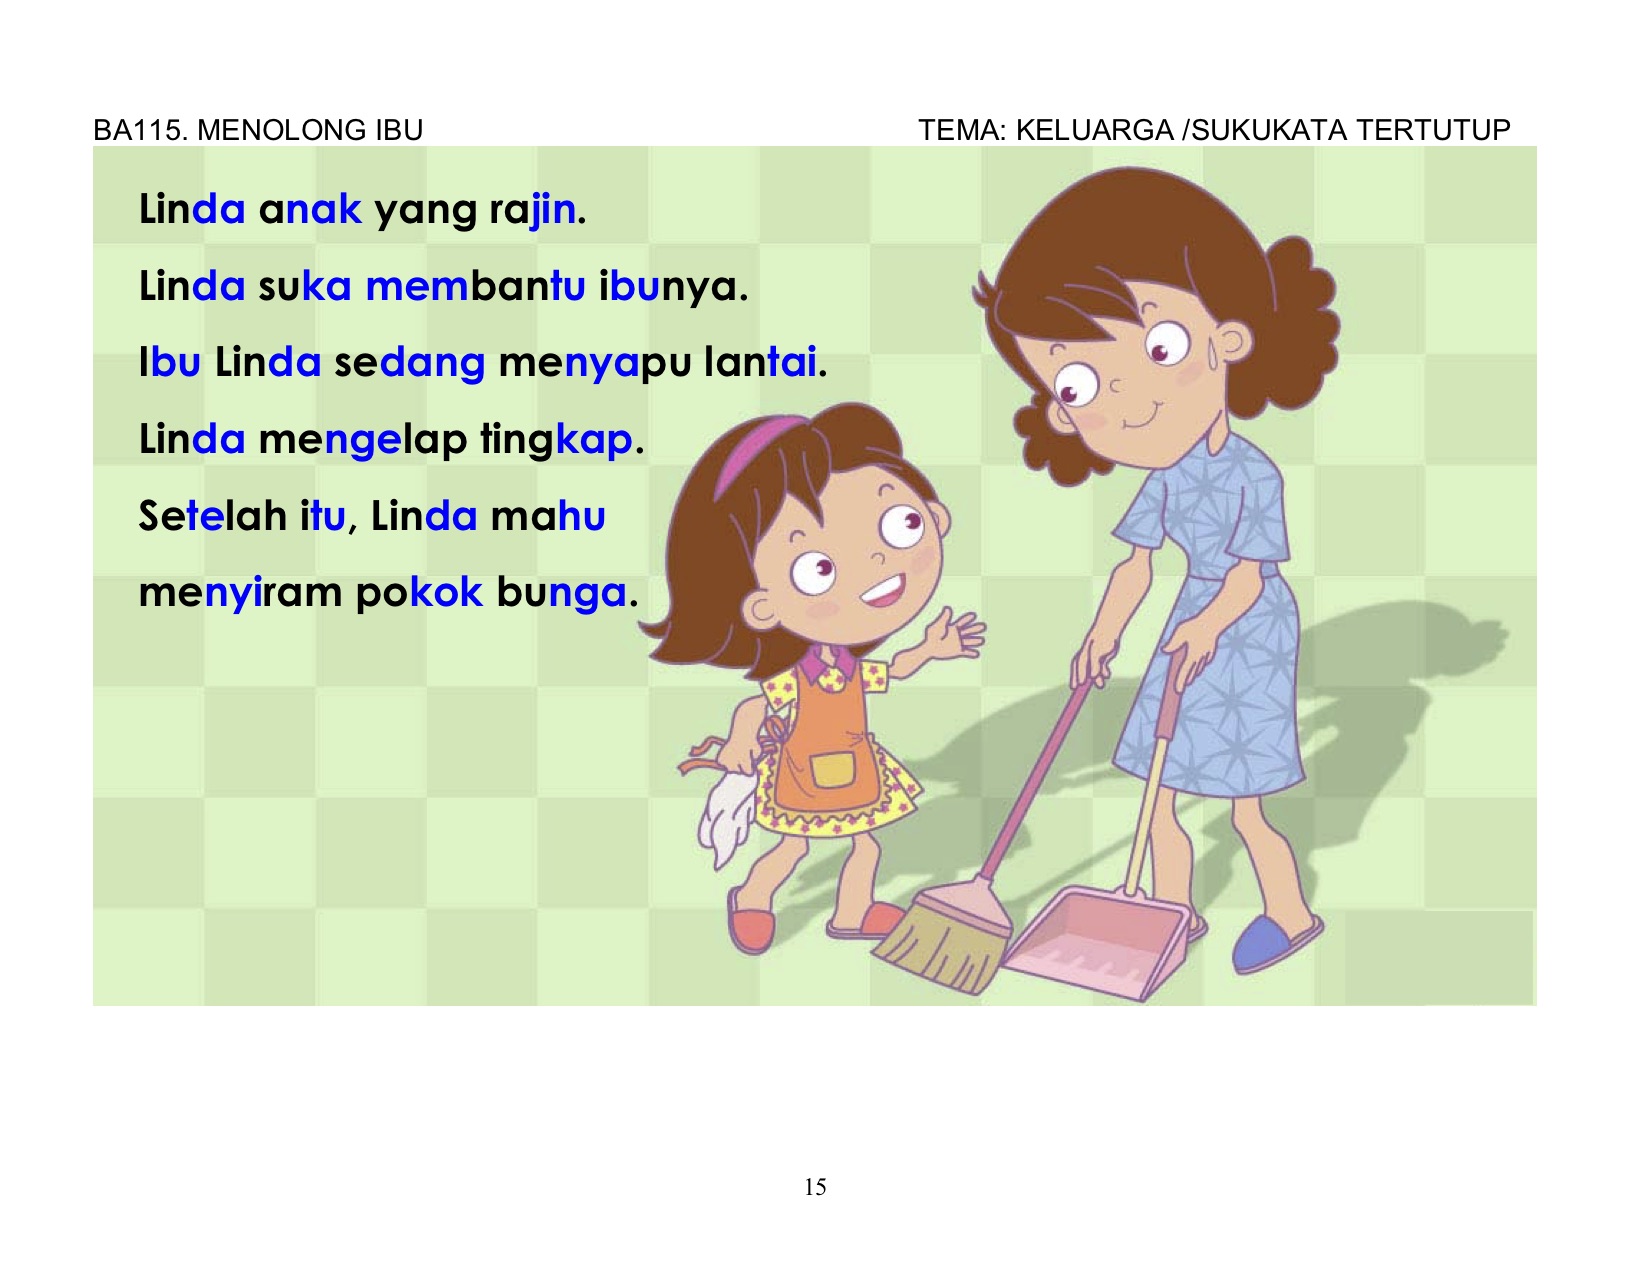 BA115. MENOLONG IBU TEMA: KELUARGA /SUKUKATA TERTUTUP
Linda anak yang rajin.
Linda suka membantu ibunya.
Ibu Linda sedang menyapu lantai.
Linda mengelap tingkap.
Setelah itu, Linda mahu
menyiram pokok bunga.
15